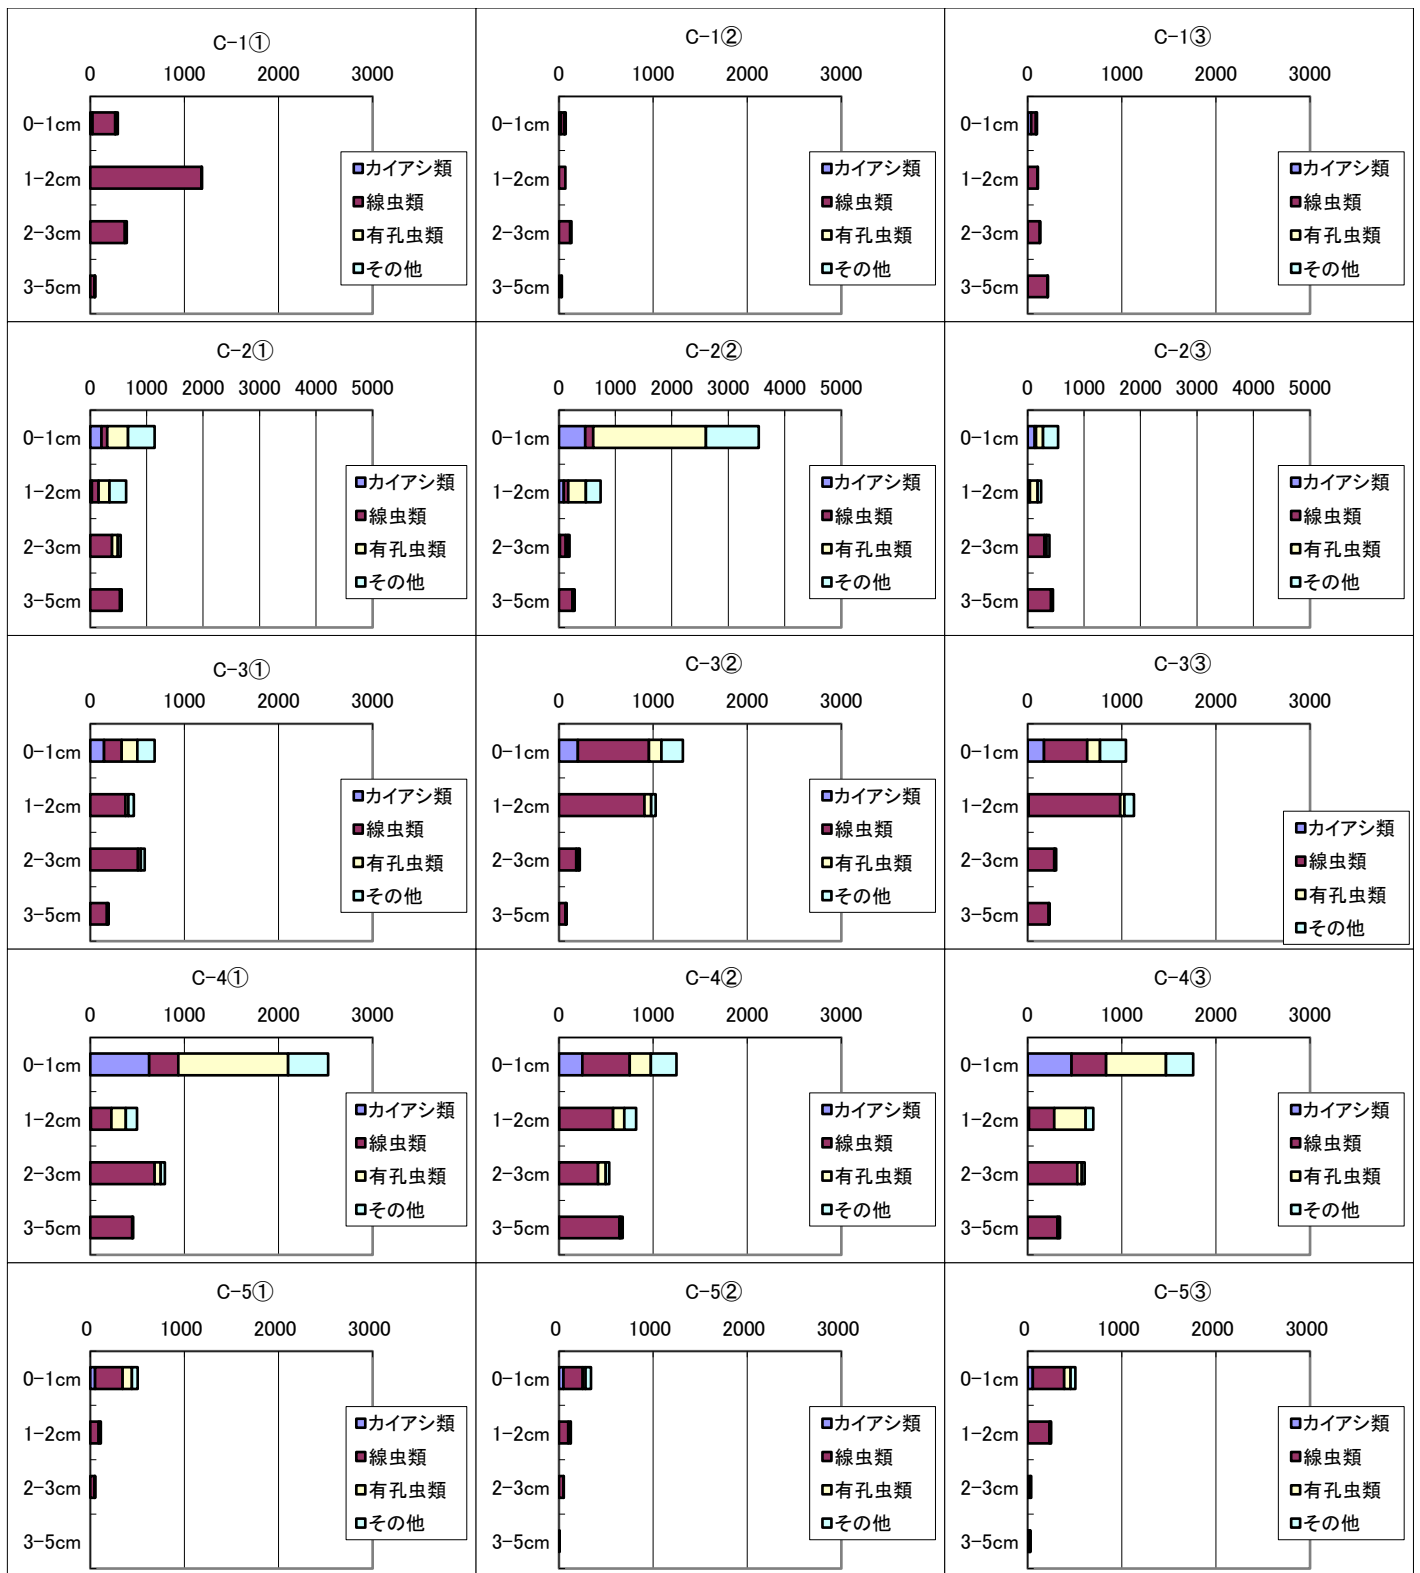 C-1①
0 1000 2000 3000
0-1cm
1-2cm
2-3cm
3-5cm
カイアシ類
線虫類
有孔虫類
その他
C-1②
0 1000 2000 3000
0-1cm
1-2cm
2-3cm
3-5cm
カイアシ類
線虫類
有孔虫類
その他
C-1③
0 1000 2000 3000
0-1cm
1-2cm
2-3cm
3-5cm
カイアシ類
線虫類
有孔虫類
その他
C-2①
0 1000 2000 3000 4000 5000
0-1cm
1-2cm
2-3cm
3-5cm
カイアシ類
線虫類
有孔虫類
その他
C-2②
0 1000 2000 3000 4000 5000
0-1cm
1-2cm
2-3cm
3-5cm
カイアシ類
線虫類
有孔虫類
その他
C-2③
0 1000 2000 3000 4000 5000
0-1cm
1-2cm
2-3cm
3-5cm
カイアシ類
線虫類
有孔虫類
その他
C-3①
0 1000 2000 3000
0-1cm
1-2cm
2-3cm
3-5cm
カイアシ類
線虫類
有孔虫類
その他
C-3②
0 1000 2000 3000
0-1cm
1-2cm
2-3cm
3-5cm
カイアシ類
線虫類
有孔虫類
その他
C-3③
0 1000 2000 3000
0-1cm
1-2cm
2-3cm
3-5cm
カイアシ類
線虫類
有孔虫類
その他
C-4①
0 1000 2000 3000
0-1cm
1-2cm
2-3cm
3-5cm
カイアシ類
線虫類
有孔虫類
その他
C-4②
0 1000 2000 3000
0-1cm
1-2cm
2-3cm
3-5cm
カイアシ類
線虫類
有孔虫類
その他
C-4③
0 1000 2000 3000
0-1cm
1-2cm
2-3cm
3-5cm
カイアシ類
線虫類
有孔虫類
その他
C-5①
0 1000 2000 3000
0-1cm
1-2cm
2-3cm
3-5cm
カイアシ類
線虫類
有孔虫類
その他
C-5②
0 1000 2000 3000
0-1cm
1-2cm
2-3cm
3-5cm
カイアシ類
線虫類
有孔虫類
その他
C-5③
0 1000 2000 3000
0-1cm
1-2cm
2-3cm
3-5cm
カイアシ類
線虫類
有孔虫類
その他